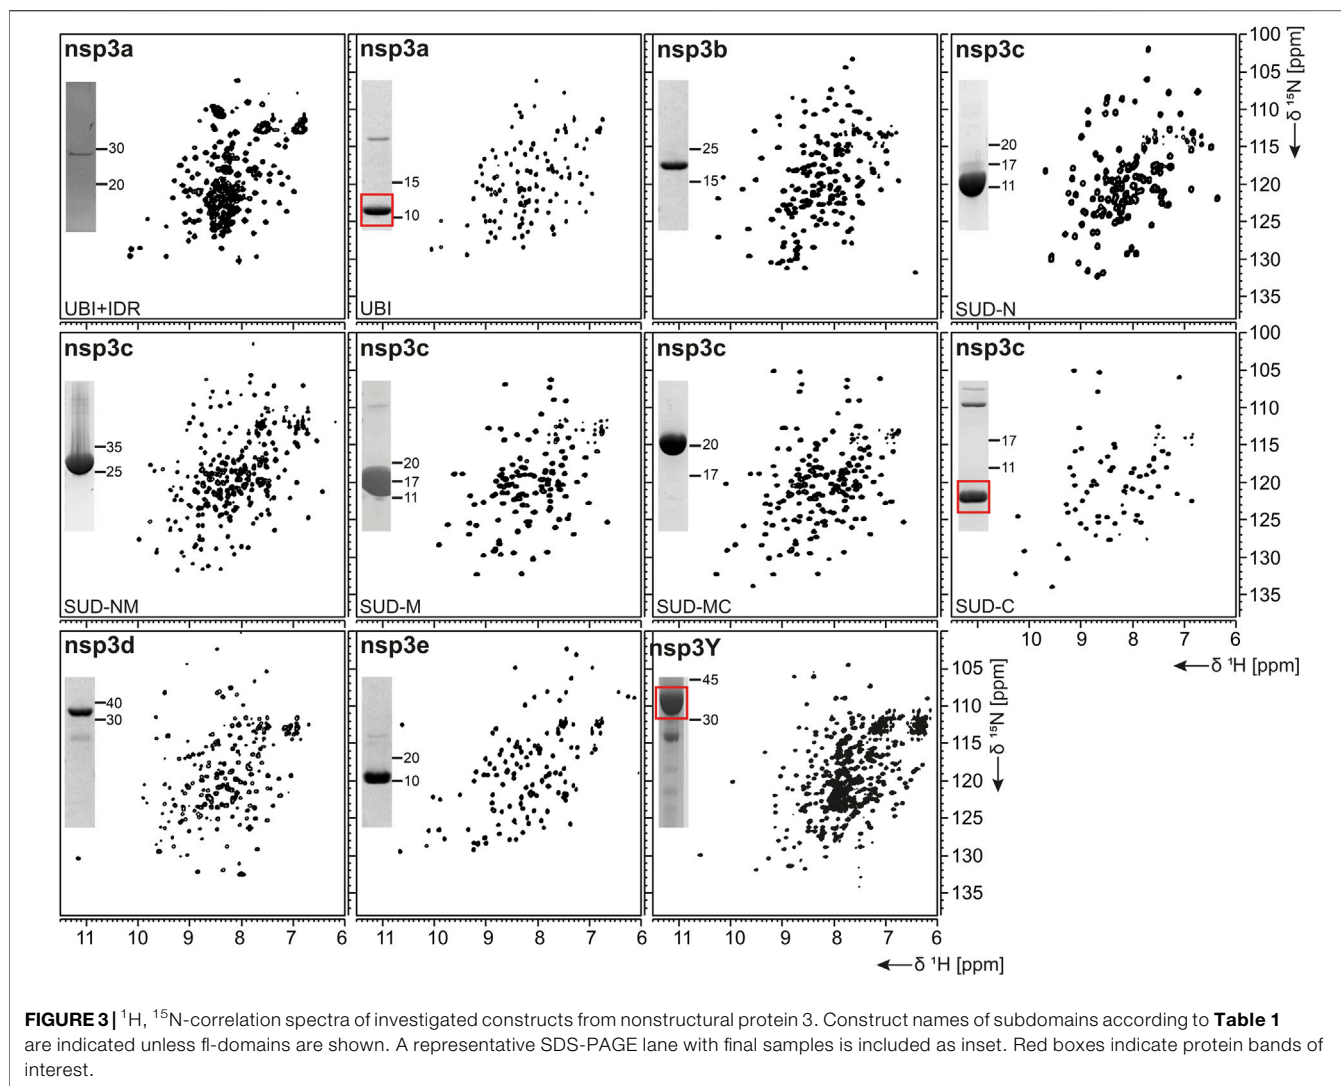 nsp3a
30
20
UBI+IDR
nsp3a
15
10
UBI
nsp3b
25
15
nsp3c
20
17
11
SUD-N
100
105
110
115
120
125
130
135
δ ¹⁵N [ppm]
nsp3c
35
25
SUD-NM
nsp3c
20
17
11
SUD-M
nsp3c
20
17
SUD-MC
nsp3c
17
11
SUD-C
100
105
110
115
120
125
130
135
10 9 8 7 6
δ ¹H [ppm]
nsp3d
40
30
nsp3e
20
10
nsp3Y
45
30
105
110
115
120
125
130
135
δ ¹⁵N [ppm]
11 10 9 8 7 6
10 9 8 7 6
11 10 9 8 7 6
δ ¹H [ppm]
FIGURE 3 | ¹H, ¹⁵N-correlation spectra of investigated constructs from nonstructural protein 3. Construct names of subdomains according to Table 1
are indicated unless fl-domains are shown. A representative SDS-PAGE lane with final samples is included as inset. Red boxes indicate protein bands of
interest.